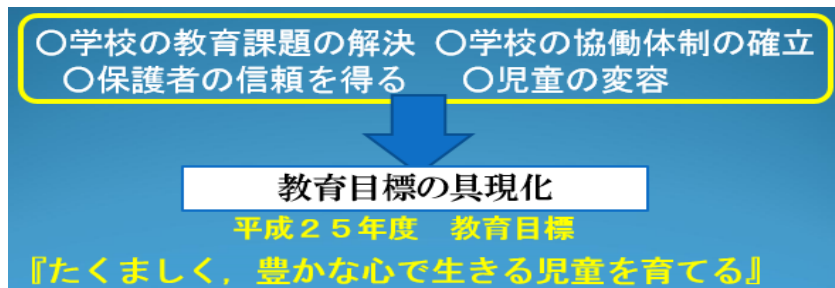 ○学校の教育課題の解決 ○学校の協働体制の確立
○保護者の信頼を得る ○児童の変容
教育目標の具現化
平成２５年度 教育目標
『たくましく，豊かな心で生きる児童を育てる』